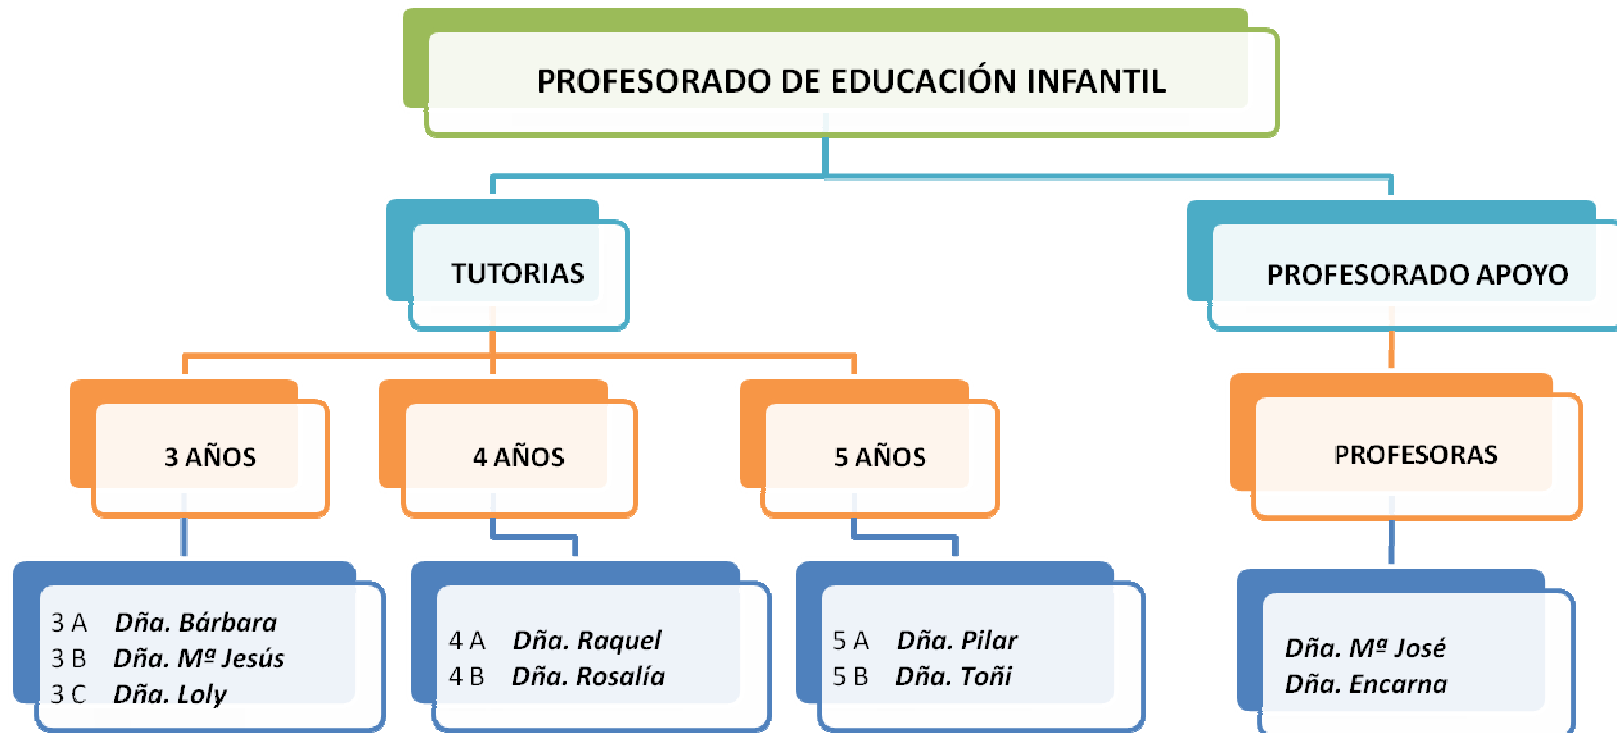 PROFESORADO DE EDUCACIÓN INFANTIL
TUTORIAS
PROFESORADO APOYO
3 AÑOS
4 AÑOS
5 AÑOS
PROFESORAS
3 A Dña. Bárbara
3 B Dña. Mª Jesús
3 C Dña. Loly
4 A Dña. Raquel
4 B Dña. Rosalía
5 A Dña. Pilar
5 B Dña. Toñi
Dña. Mª José
Dña. Encarna